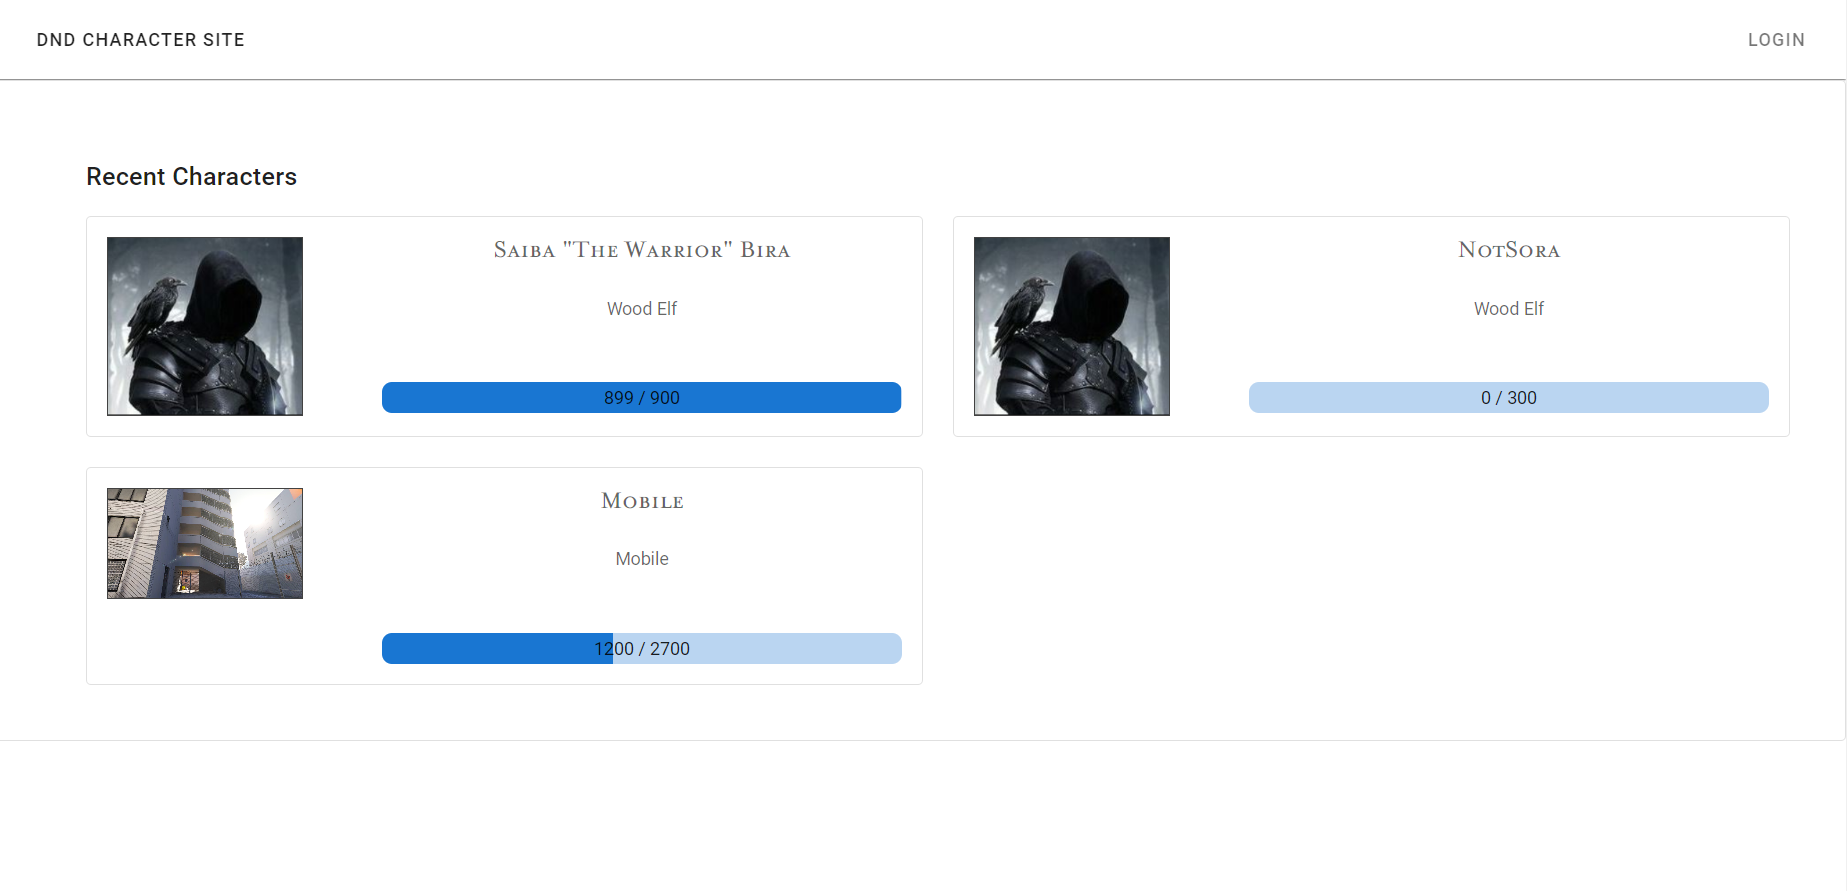 DND CHARACTER SITE
LOGIN
Recent Characters
Saiba "The Warrior" Bira
Wood Elf
899 / 900
NotSora
Wood Elf
0 / 300
Mobile
Mobile
1200 / 2700